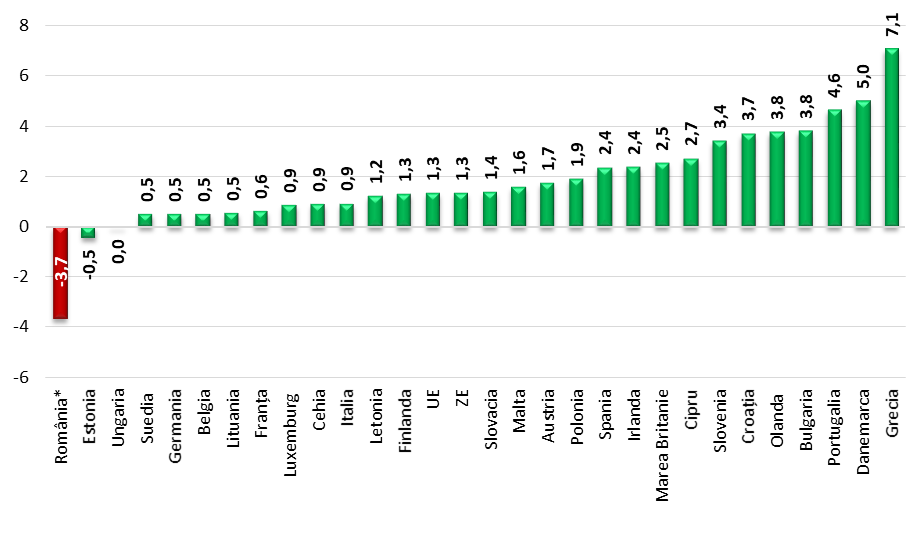 8
6
4
2
0
-2
-4
-6
-3,7
-0,5
0,0
0,5
0,5
0,5
0,5
0,6
0,9
0,9
0,9
1,2
1,3
1,3
1,3
1,4
1,6
1,7
1,9
2,4
2,4
2,5
2,7
3,4
3,7
3,8
3,8
4,6
5,0
7,1
România*
Estonia
Ungaria
Suedia
Germania
Belgia
Lituania
Franța
Luxemburg
Cehia
Italia
Letonia
Finlanda
UE
ZE
Slovacia
Malta
Austria
Polonia
Spania
Irlanda
Marea Britanie
Cipru
Slovenia
Croația
Olanda
Bulgaria
Portugalia
Danemarca
Grecia